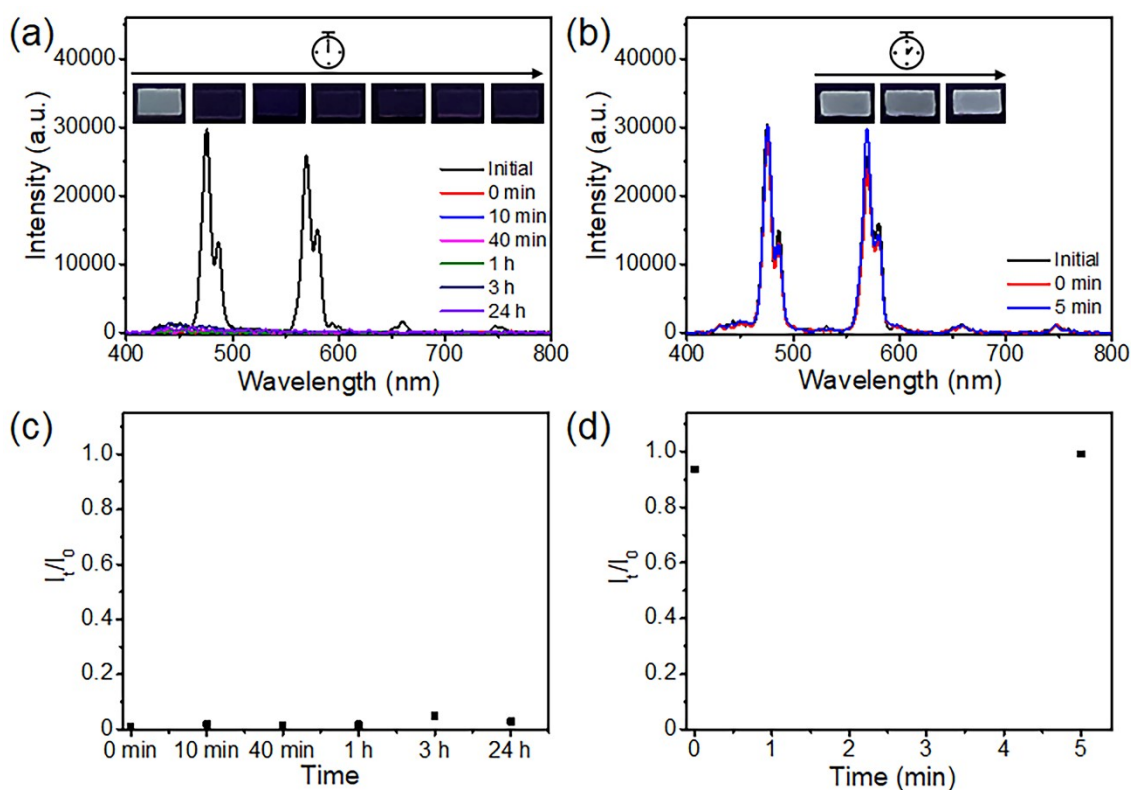 (a)
Intensity (a.u.)
40000
30000
20000
10000
0
Initial
0 min
10 min
40 min
1 h
3 h
24 h
400 500 600 700 800
Wavelength (nm)
(b)
Intensity (a.u.)
40000
30000
20000
10000
0
Initial
0 min
5 min
400 500 600 700 800
Wavelength (nm)
(c)
It/I0
1.0
0.8
0.6
0.4
0.2
0
0 min 10 min 40 min 1 h 3 h 24 h
Time
(d)
It/I0
1.0
0.8
0.6
0.4
0.2
0
0 1 2 3 4 5
Time (min)